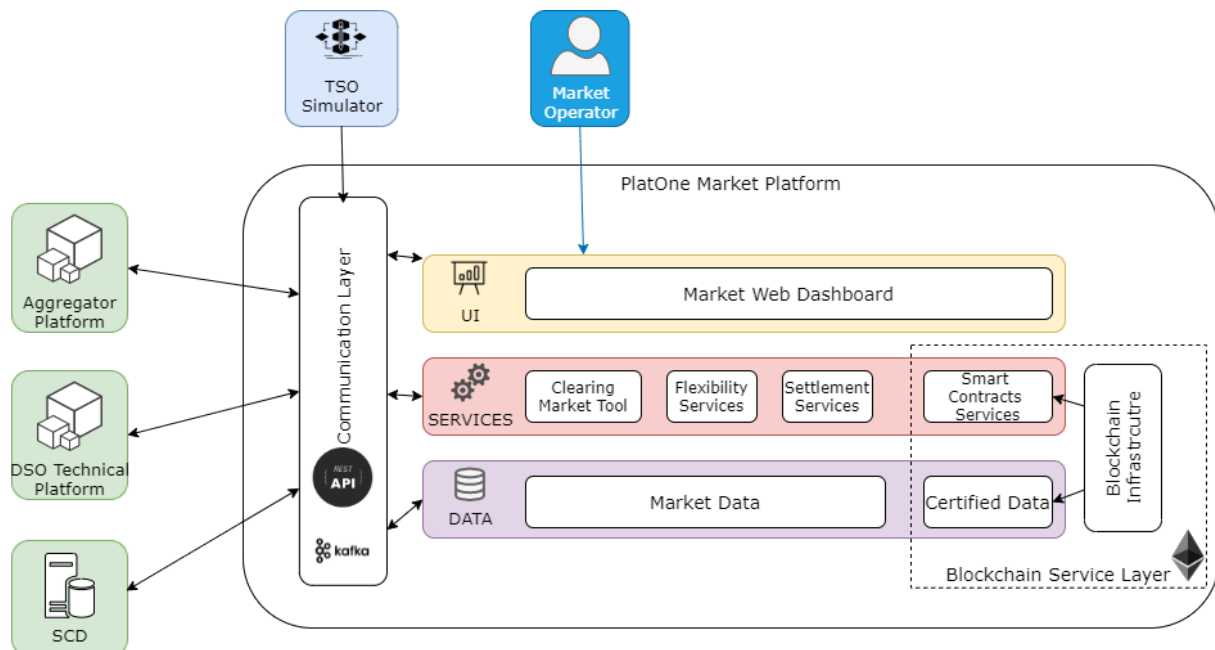 TSO
Simulator
Market
Operator
PlatOne Market Platform
Aggregator
Platform
DSO Technical
Platform
SCD
Communication Layer
REST
API
kafka
UI
Market Web Dashboard
SERVICES
Clearing
Market Tool
Flexibility
Services
Settlement
Services
Smart
Contracts
Services
DATA
Market Data
Certified Data
Blockchain
Infrastrcutre
Blockchain Service Layer